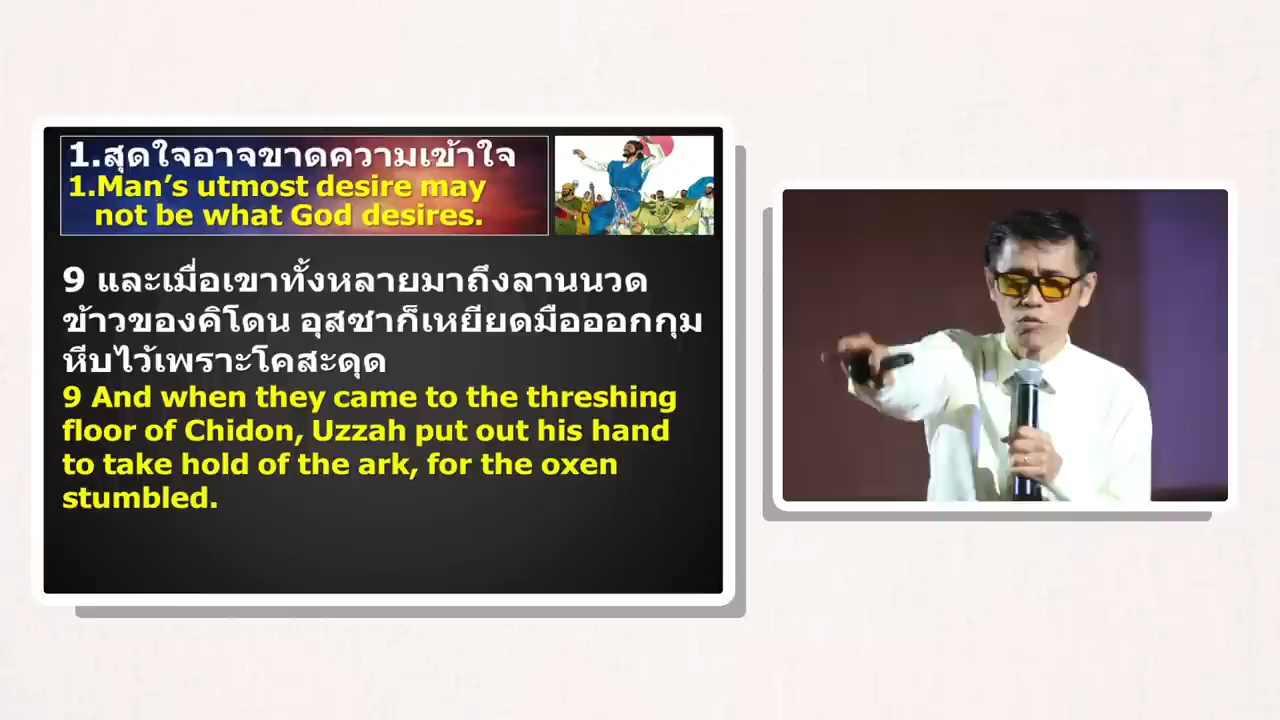 1.สุดใจอาจขาดความเข้าใจ
1.Man’s utmost desire may
not be what God desires.
9 และเมื่อเขาทั้งหลายมาถึงลานนวด
ข้าวของคิโดน อุสซาก็เหยียดมือออกกุม
หีบไว้เพราะโคสะดุด
9 And when they came to the threshing
floor of Chidon, Uzzah put out his hand
to take hold of the ark, for the oxen
stumbled.